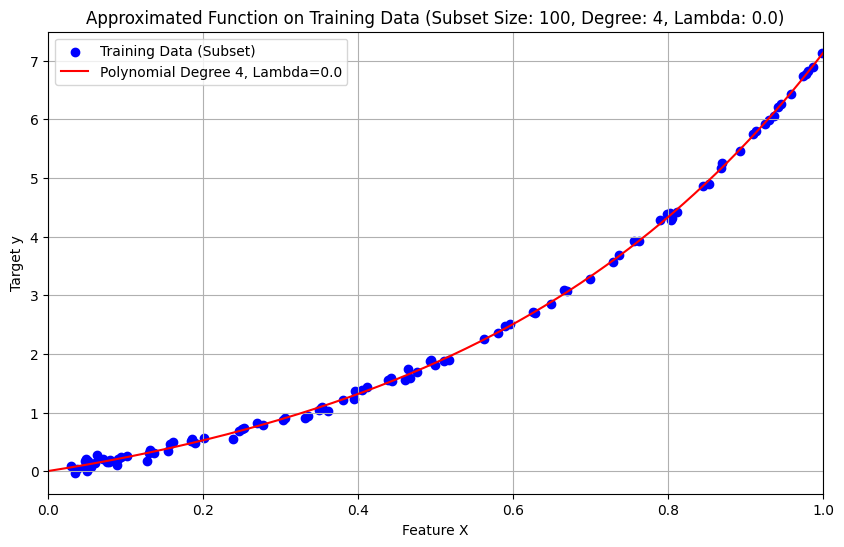 Approximated Function on Training Data (Subset Size: 100, Degree: 4, Lambda: 0.0)
Training Data (Subset)
Polynomial Degree 4, Lambda=0.0
7
6
5
4
3
2
1
0
Target y
0.0 0.2 0.4 0.6 0.8 1.0
Feature X